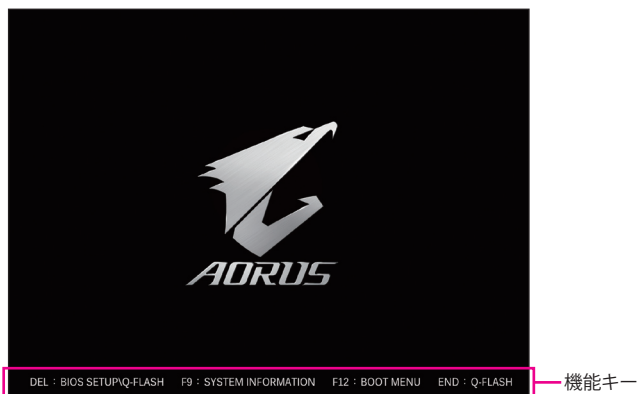 AORUS
DEL : BIOS SETUP\Q-FLASH F9 : SYSTEM INFORMATION F12 : BOOT MENU END : Q-FLASH
機能キー